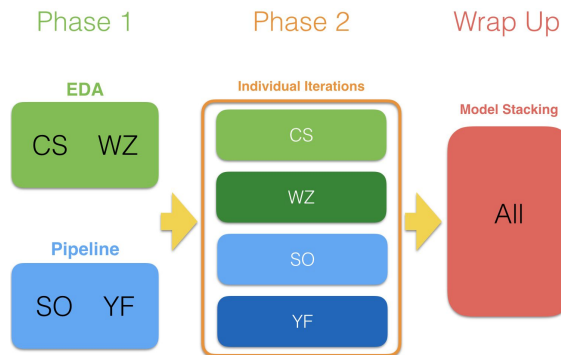 Phase 1
Phase 2
Wrap Up
EDA
CS WZ
Pipeline
SO YF
Individual Iterations
CS
WZ
SO
YF
Model Stacking
All